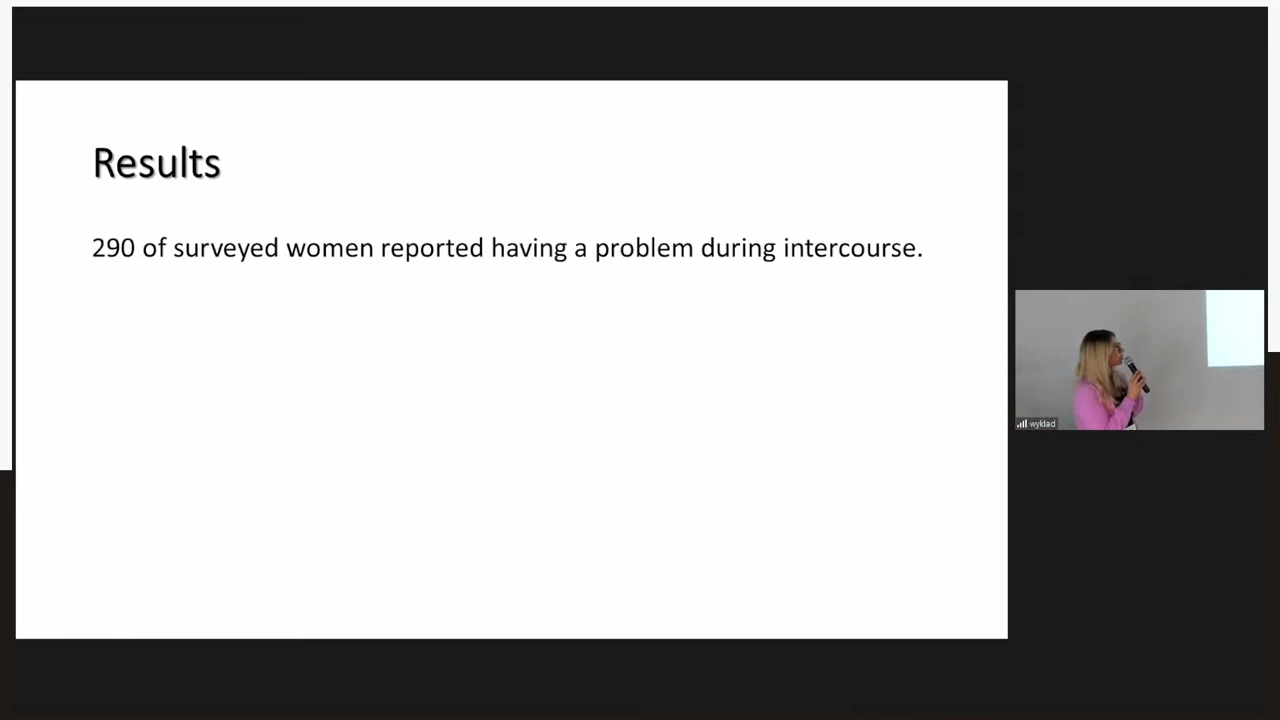 Results
290 of surveyed women reported having a problem during intercourse.
wyklad